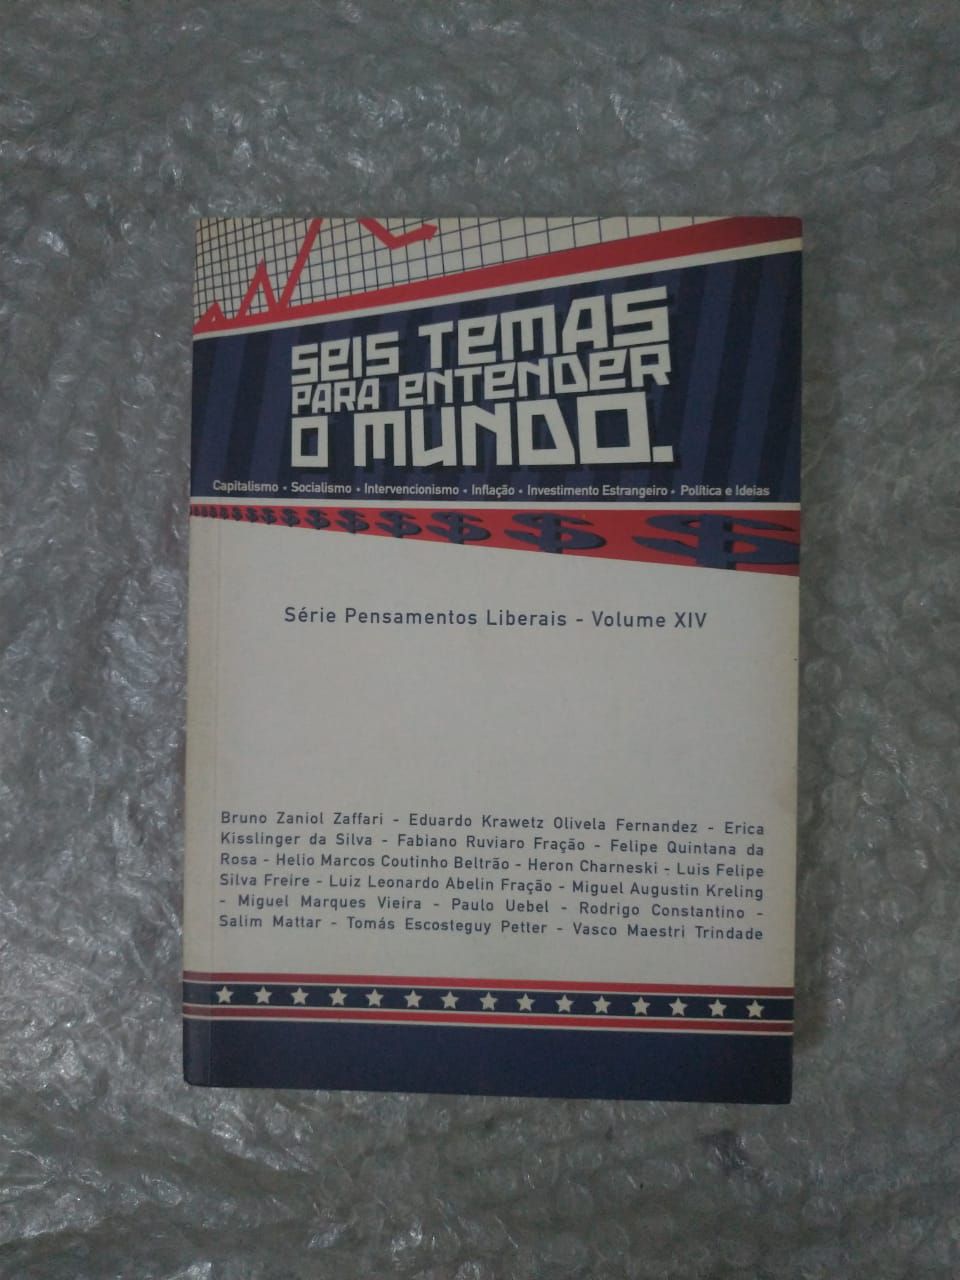 SEIS TEMAS
PARA ENTENDER
O MUNDO.
Capitalismo • Socialismo • Intervencionismo • Inflação • Investimento Estrangeiro • Política e Ideias
Série Pensamentos Liberais - Volume XIV
Bruno Zaniol Zaffari - Eduardo Krawetz Olivela Fernandez - Erica
Kisslinger da Silva - Fabiano Ruviaro Fração - Felipe Quintana da
Rosa - Helio Marcos Coutinho Beltrão - Heron Charneski - Luis Felipe
Silva Freire - Luiz Leonardo Abelin Fração - Miguel Augustin Kreling
- Miguel Marques Vieira - Paulo Uebel - Rodrigo Constantino -
Salim Mattar - Tomás Escosteguy Petter - Vasco Maestri Trindade